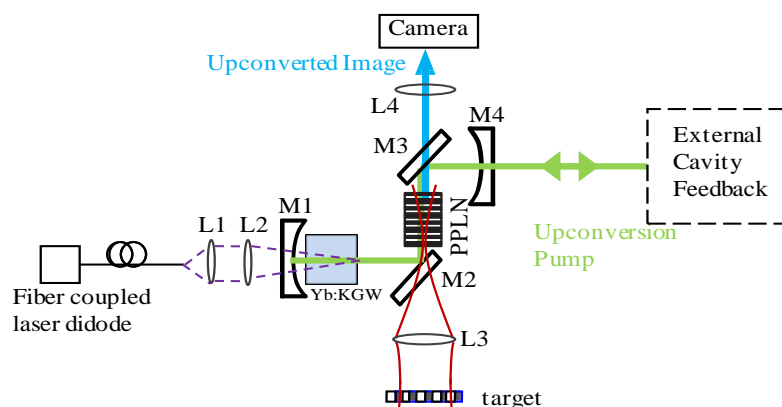 Camera
Upconverted Image
L4
M4
M3
External
Cavity
Feedback
L1
L2
M1
PPLN
Upconversion
Pump
M2
Yb:KGW
Fiber coupled
laser didode
L3
target